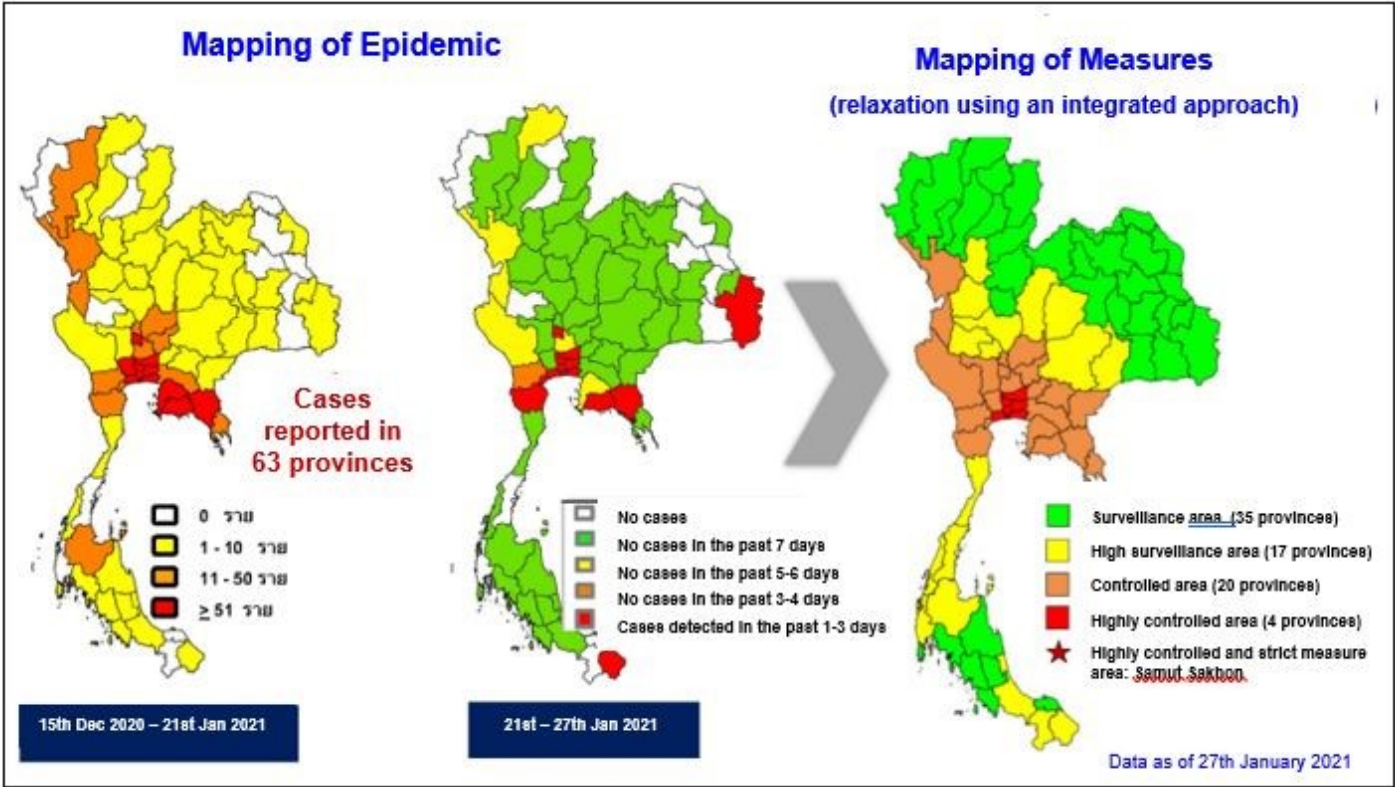 Mapping of Epidemic
Mapping of Measures
(relaxation using an integrated approach)
Cases
reported in
63 provinces
0 ราย
1 - 10 ราย
11 - 50 ราย
≥ 51 ราย
15th Dec 2020 – 21st Jan 2021
No cases
No cases in the past 7 days
No cases in the past 5-6 days
No cases in the past 3-4 days
Cases detected in the past 1-3 days
21st – 27th Jan 2021
Surveillance area (35 provinces)
High surveillance area (17 provinces)
Controlled area (20 provinces)
Highly controlled area (4 provinces)
Highly controlled and strict measure
area: Samut Sakhon
Data as of 27th January 2021